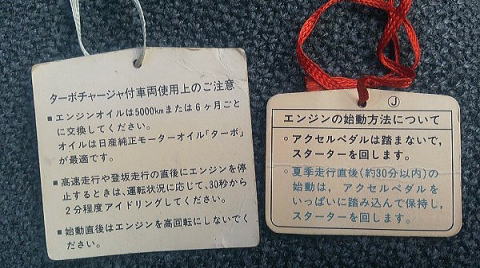 ターボチャージャ付車両使用上のご注意
■エンジンオイルは5000kmまたは6ヶ月ごと
に交換してください。
オイルは日産純正モーターオイル「ターボ」
が最適です。
■高速走行や登坂走行の直後にエンジンを停
止するときは、運転状況に応じて、30秒から
2分程度アイドリングしてください。
■始動直後はエンジンを高回転にしないでく
ださい。
J
エンジンの始動方法について
○アクセルペダルは踏まないで、
スターターを回します。
○夏季走行直後(約30分以内)の
始動は、アクセルペダルを
いっぱいに踏み込んで保持し、
スターターを回します。